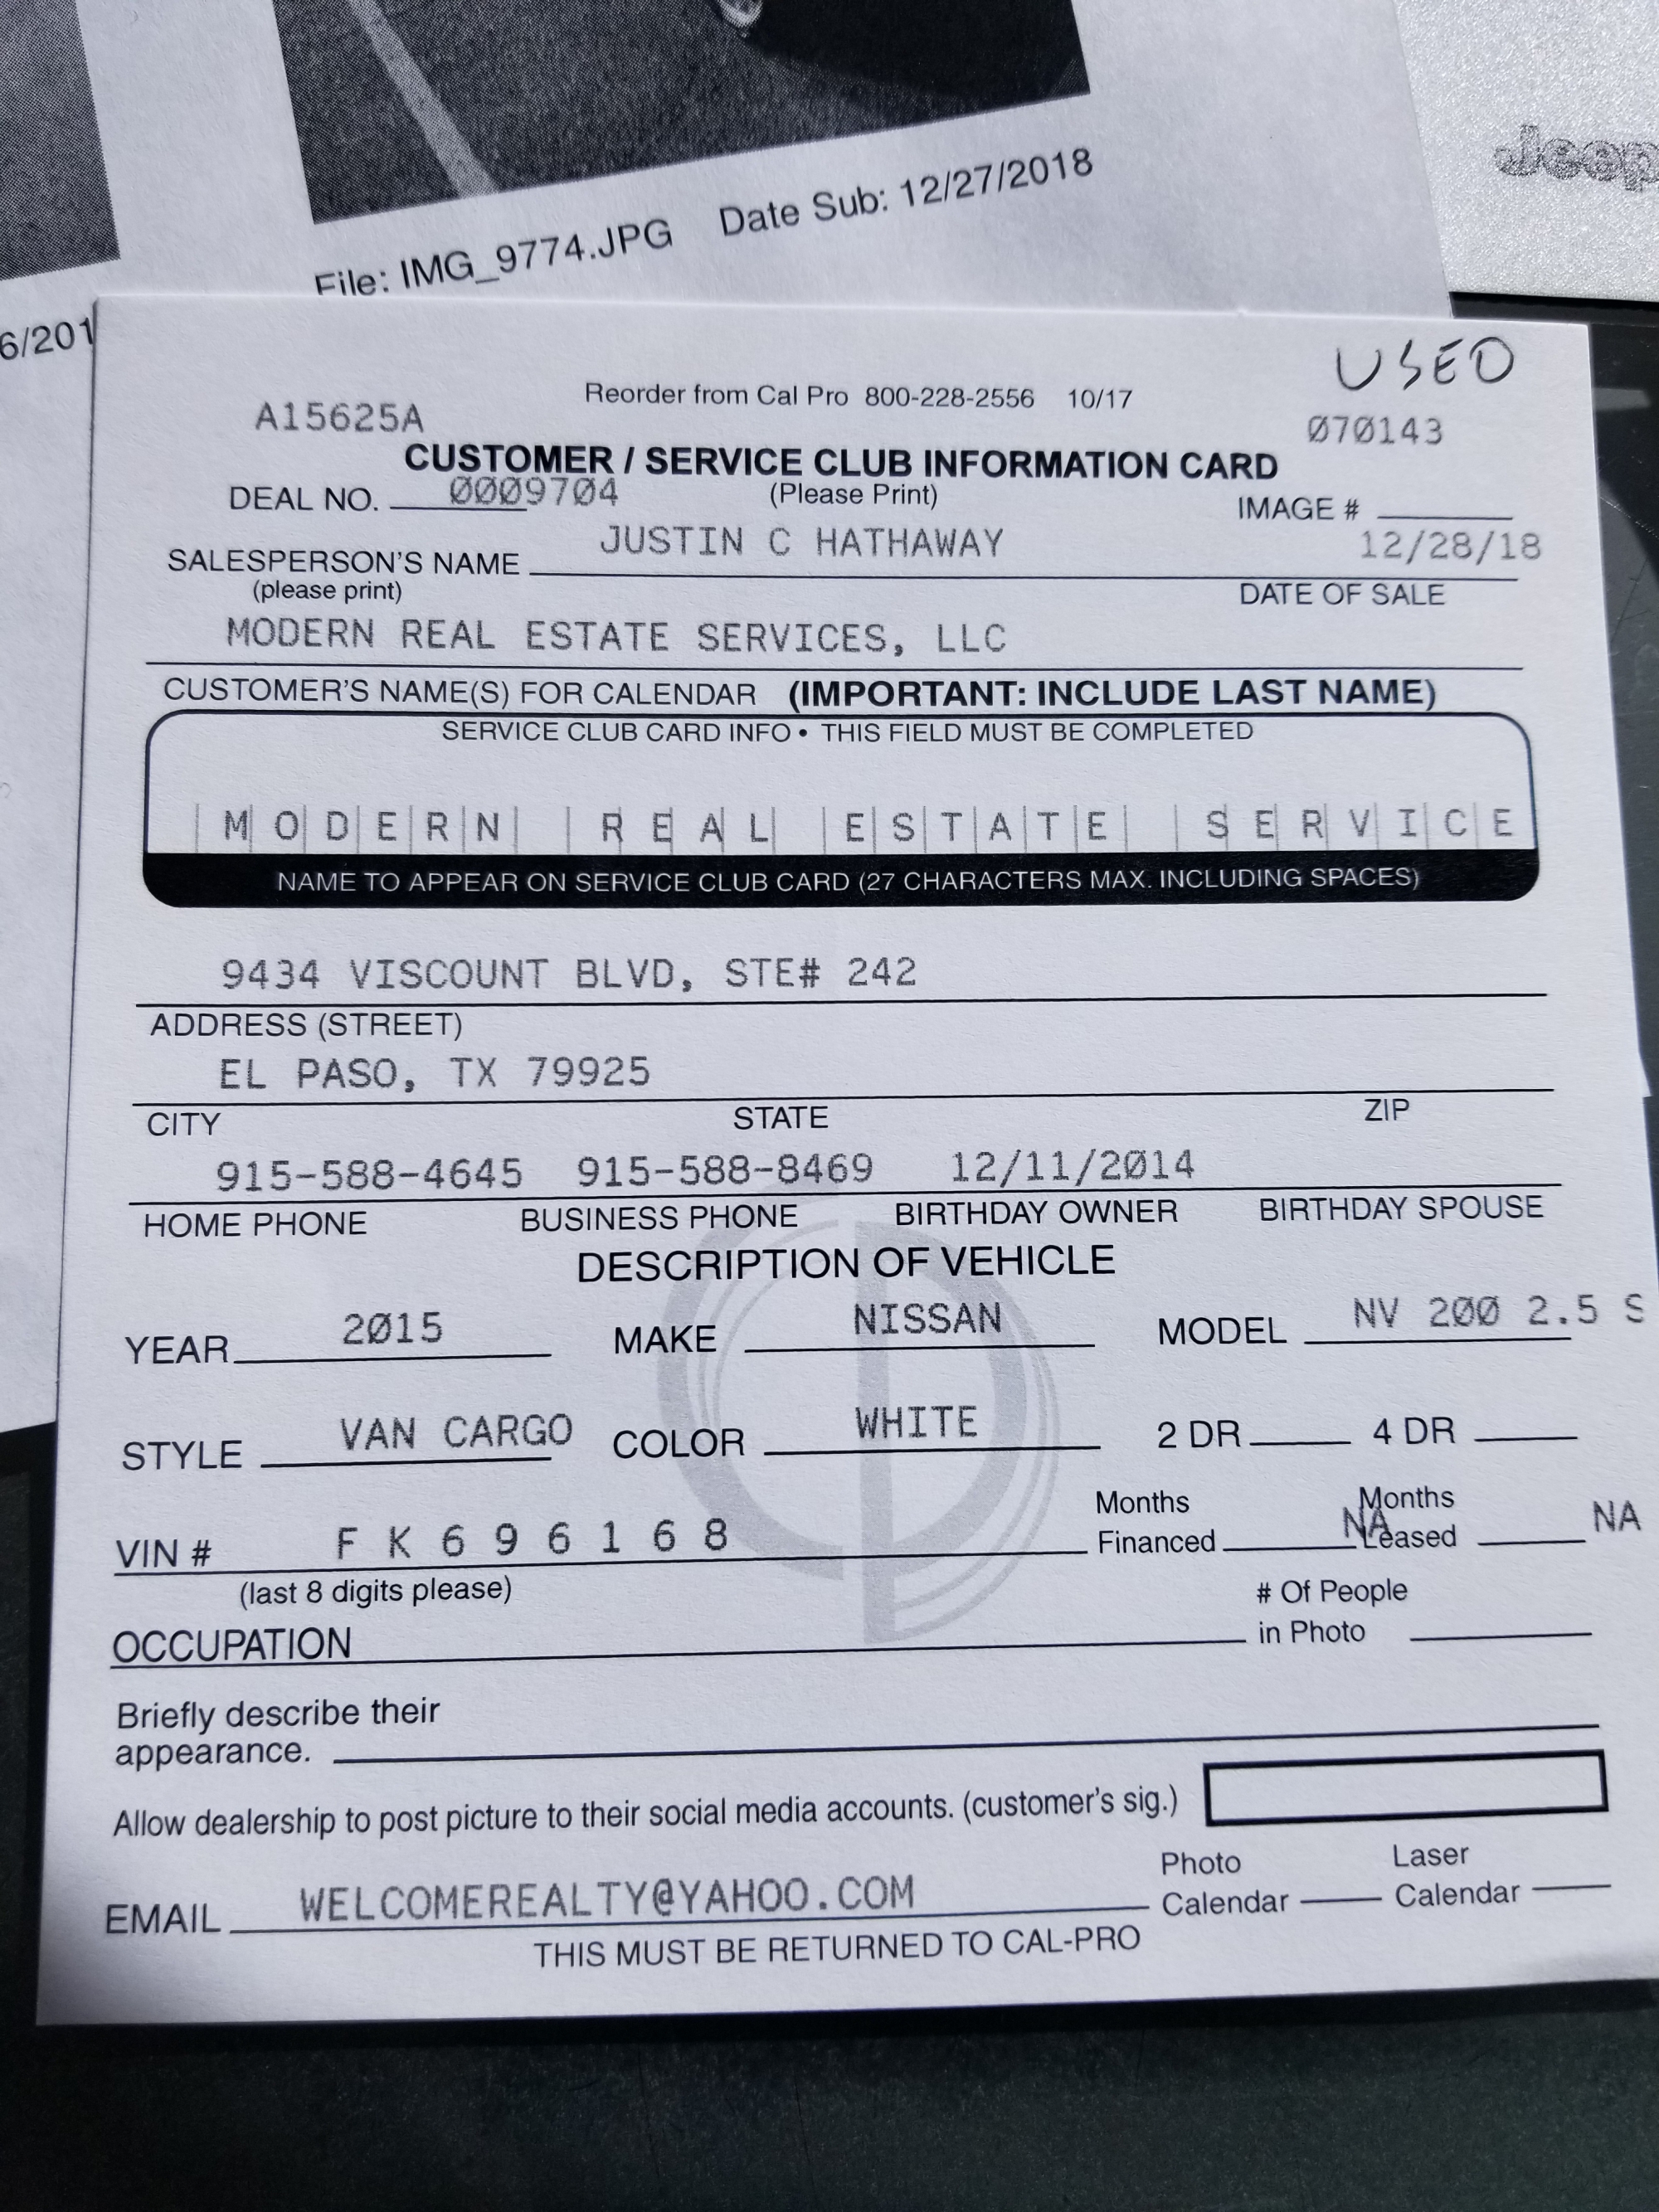 Jeep
File: IMG_9774.JPG Date Sub: 12/27/2018
6/201
USED
Reorder from Cal Pro 800-228-2556 10/17
A15625A 070143
CUSTOMER / SERVICE CLUB INFORMATION CARD
DEAL NO. 0009704 (Please Print) IMAGE #
SALESPERSON'S NAME JUSTIN C HATHAWAY 12/28/18
(please print) DATE OF SALE
MODERN REAL ESTATE SERVICES, LLC
CUSTOMER'S NAME(S) FOR CALENDAR (IMPORTANT: INCLUDE LAST NAME)
SERVICE CLUB CARD INFO • THIS FIELD MUST BE COMPLETED
MODERN REAL ESTATE SERVICE
NAME TO APPEAR ON SERVICE CLUB CARD (27 CHARACTERS MAX. INCLUDING SPACES)
9434 VISCOUNT BLVD, STE# 242
ADDRESS (STREET)
EL PASO, TX 79925
CITY STATE ZIP
915-588-4645 915-588-8469 12/11/2014
HOME PHONE BUSINESS PHONE BIRTHDAY OWNER BIRTHDAY SPOUSE
DESCRIPTION OF VEHICLE
YEAR 2015 MAKE NISSAN MODEL NV 200 2.5 S
STYLE VAN CARGO COLOR WHITE 2 DR 4 DR
Months Months
VIN # F K 6 9 6 1 6 8 Financed NA Leased NA
(last 8 digits please) # Of People
OCCUPATION in Photo
Briefly describe their
appearance.
Allow dealership to post picture to their social media accounts. (customer's sig.)
Photo Laser
EMAIL WELCOMEREALTY@YAHOO.COM Calendar Calendar
THIS MUST BE RETURNED TO CAL-PRO